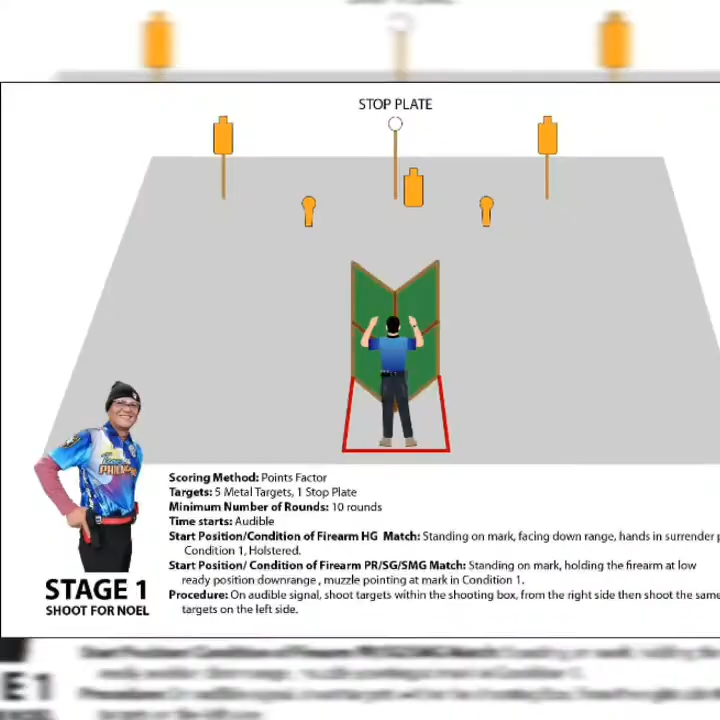 STOP PLATE
Scoring Method: Points Factor
Targets: 5 Metal Targets, 1 Stop Plate
Minimum Number of Rounds: 10 rounds
Time starts: Audible
Start Position/Condition of Firearm HG Match: Standing on mark, facing down range, hands in surrender
Condition 1, Holstered.
Start Position/ Condition of Firearm PR/SG/SMG Match: Standing on mark, holding the firearm at low
ready position downrange , muzzle pointing at mark in Condition 1.
Procedure: On audible signal, shoot targets within the shooting box, from the right side then shoot the same
targets on the left side.
STAGE 1
SHOOT FOR NOEL